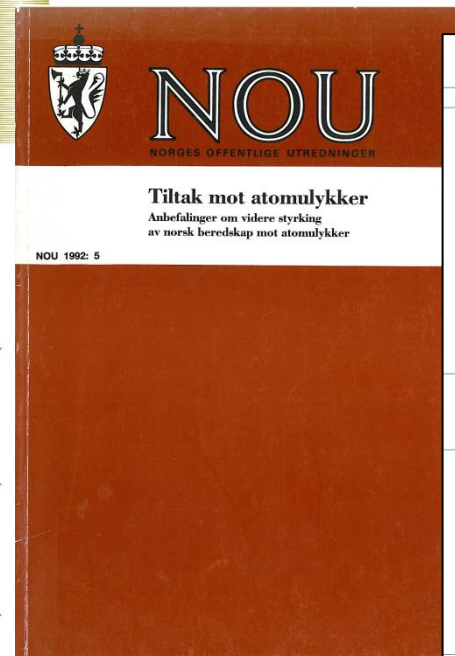 NOU
NORGES OFFENTLIGE UTREDNINGER
Tiltak mot atomulykker
Anbefalinger om videre styrking
av norsk beredskap mot atomulykker
NOU 1992: 5